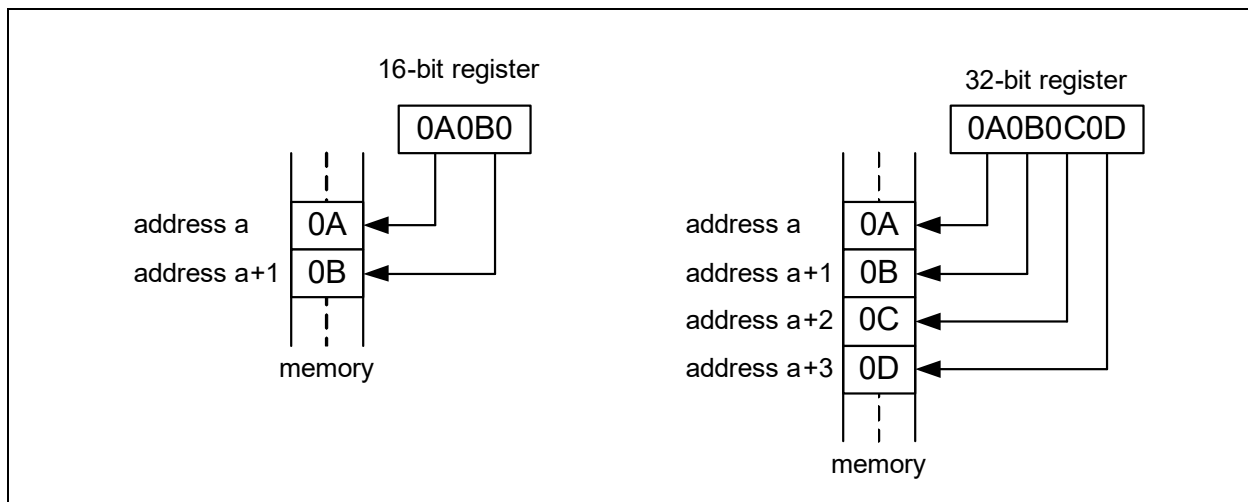 16-bit register
0A0B0
address a
0A
address a+1
0B
memory
32-bit register
0A0B0C0D
address a
0A
address a+1
0B
address a+2
0C
address a+3
0D
memory